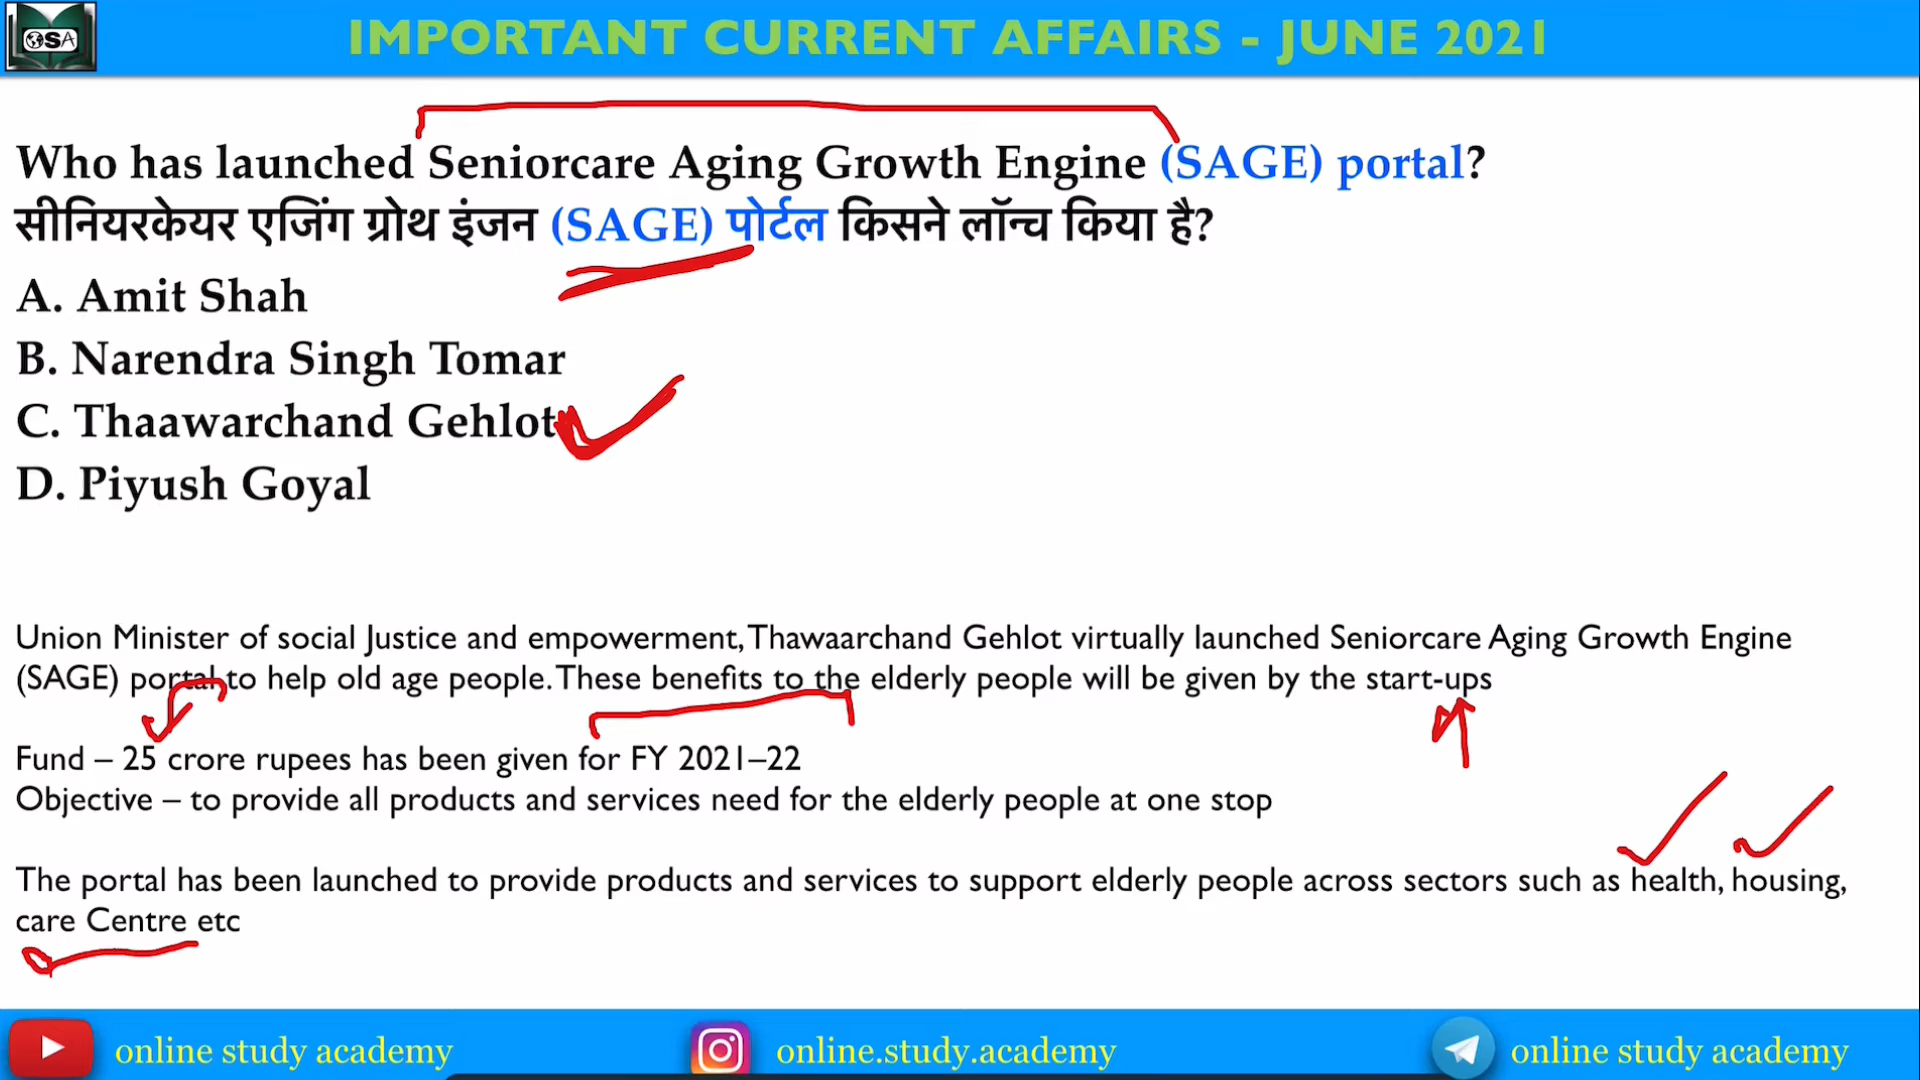 OSA
IMPORTANT CURRENT AFFAIRS - JUNE 2021
Who has launched Seniorcare Aging Growth Engine (SAGE) portal?
सीनियरकेयर एजिंग ग्रोथ इंजन (SAGE) पोर्टल किसने लॉन्च किया है?
A. Amit Shah
B. Narendra Singh Tomar
C. Thaawarchand Gehlot
D. Piyush Goyal
Union Minister of social Justice and empowerment, Thawaarchand Gehlot virtually launched Seniorcare Aging Growth Engine
(SAGE) portal to help old age people. These benefits to the elderly people will be given by the start-ups
Fund – 25 crore rupees has been given for FY 2021–22
Objective – to provide all products and services need for the elderly people at one stop
The portal has been launched to provide products and services to support elderly people across sectors such as health, housing,
care Centre etc
online study academy
online.study.academy
online study academy